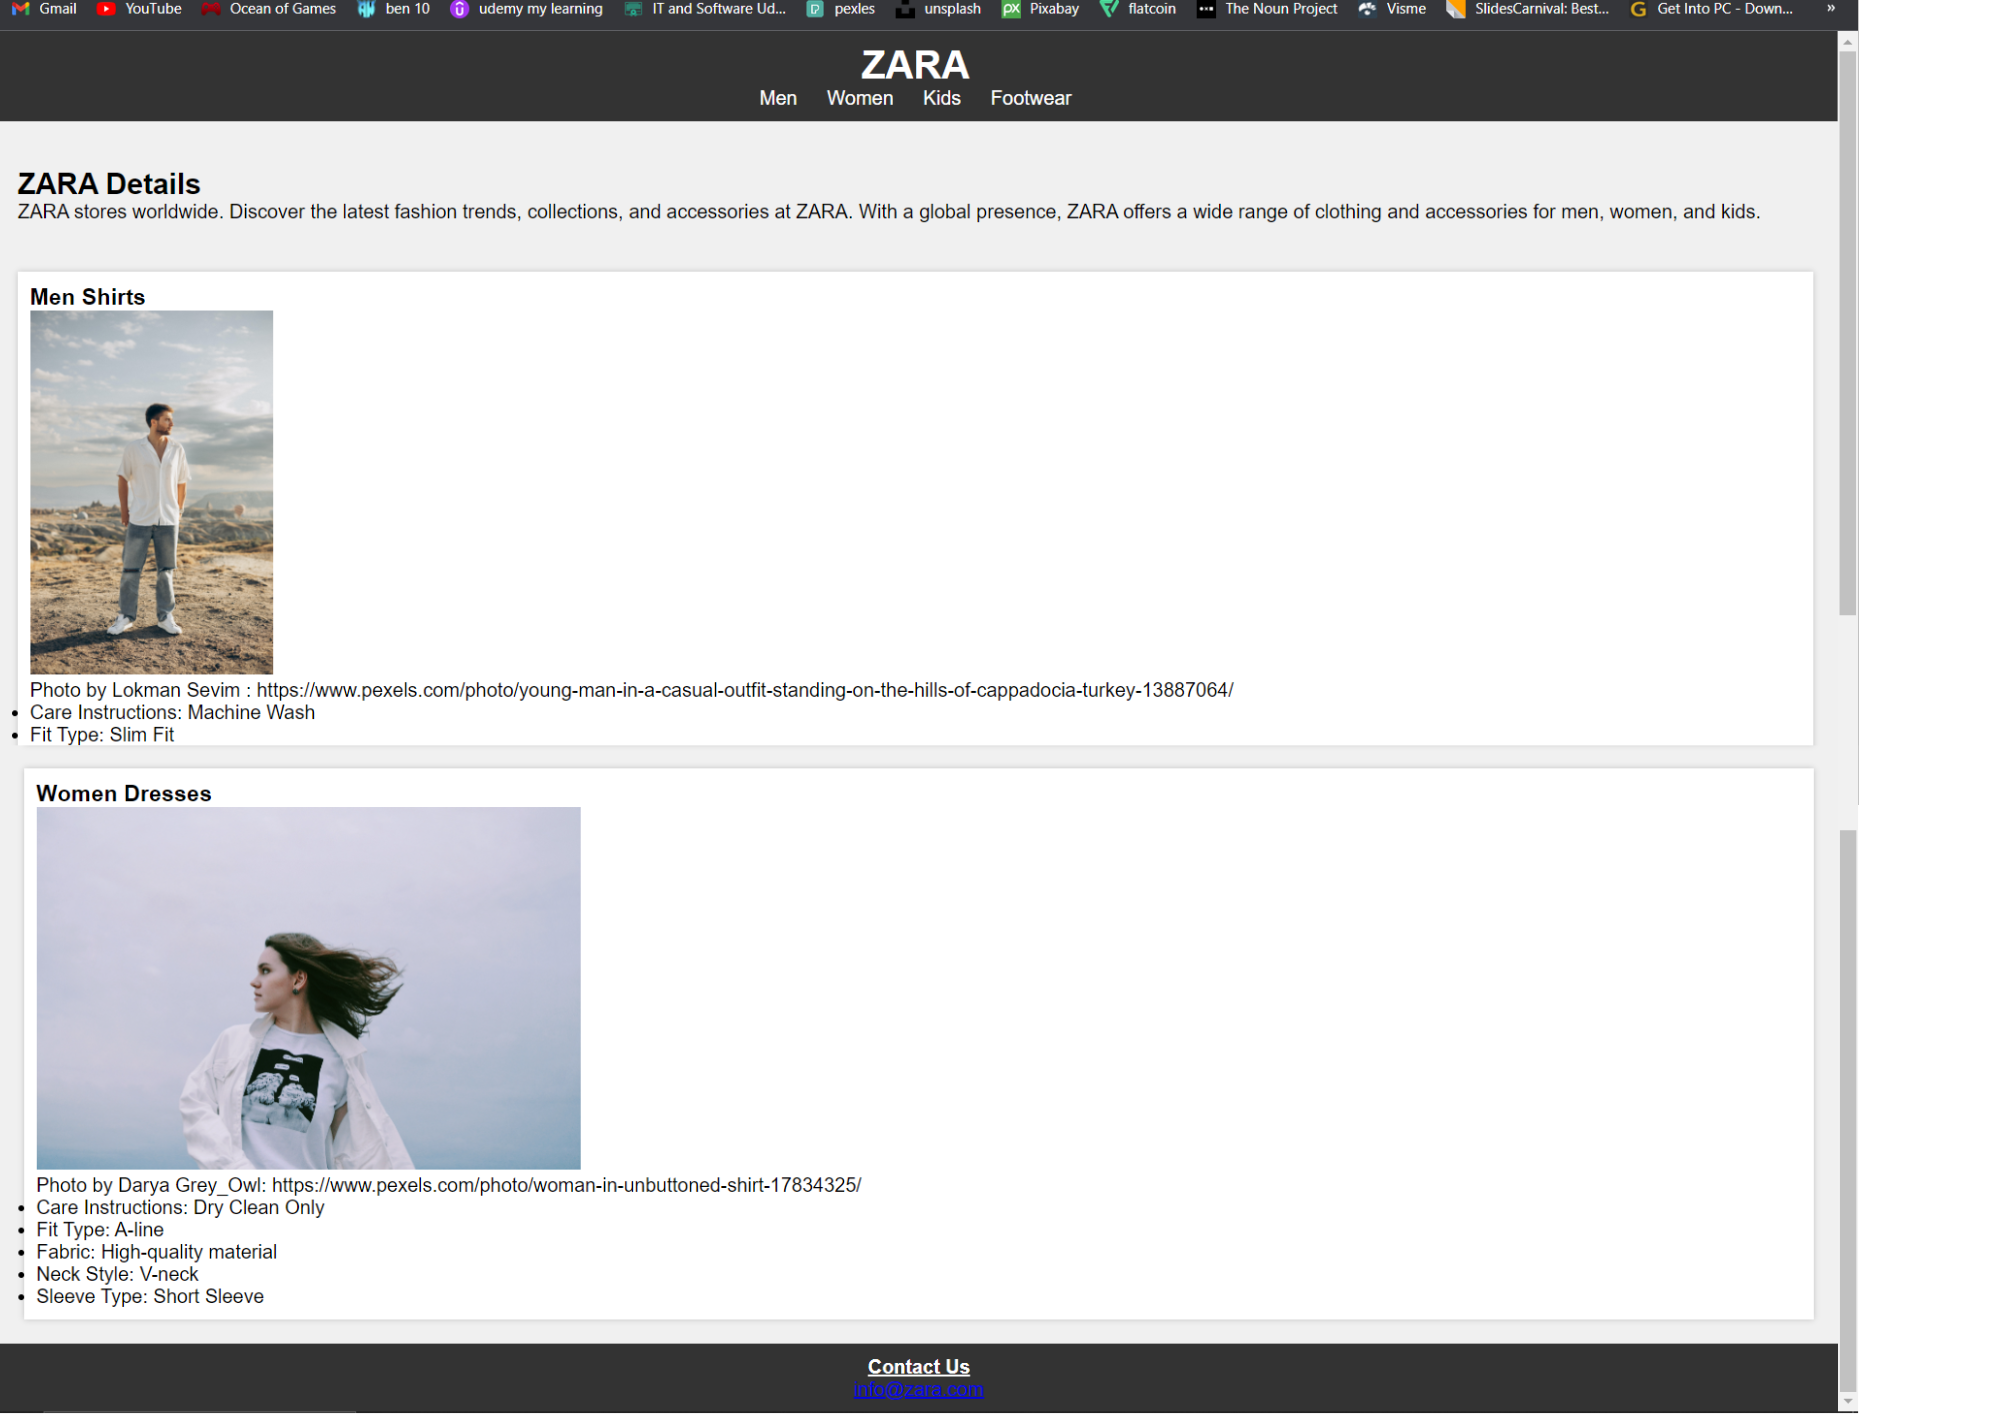 Gmail YouTube Ocean of Games ben 10 udemy my learning IT and Software Ud... pexles unsplash Pixabay flatcoin The Noun Project Visme SlidesCarnival: Best... Get Into PC - Down... »
ZARA
Men Women Kids Footwear
ZARA Details
ZARA stores worldwide. Discover the latest fashion trends, collections, and accessories at ZARA. With a global presence, ZARA offers a wide range of clothing and accessories for men, women, and kids.
Men Shirts
Photo by Lokman Sevim : https://www.pexels.com/photo/young-man-in-a-casual-outfit-standing-on-the-hills-of-cappadocia-turkey-13887064/
• Care Instructions: Machine Wash
• Fit Type: Slim Fit
Women Dresses
Photo by Darya Grey_Owl: https://www.pexels.com/photo/woman-in-unbuttoned-shirt-17834325/
• Care Instructions: Dry Clean Only
• Fit Type: A-line
• Fabric: High-quality material
• Neck Style: V-neck
• Sleeve Type: Short Sleeve
Contact Us
info@zara.com